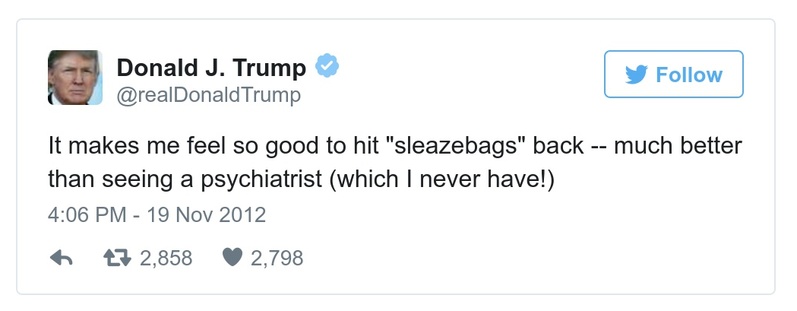 Donald J. Trump
@realDonaldTrump
Follow
It makes me feel so good to hit "sleazebags" back -- much better
than seeing a psychiatrist (which I never have!)
4:06 PM - 19 Nov 2012
2,858 2,798